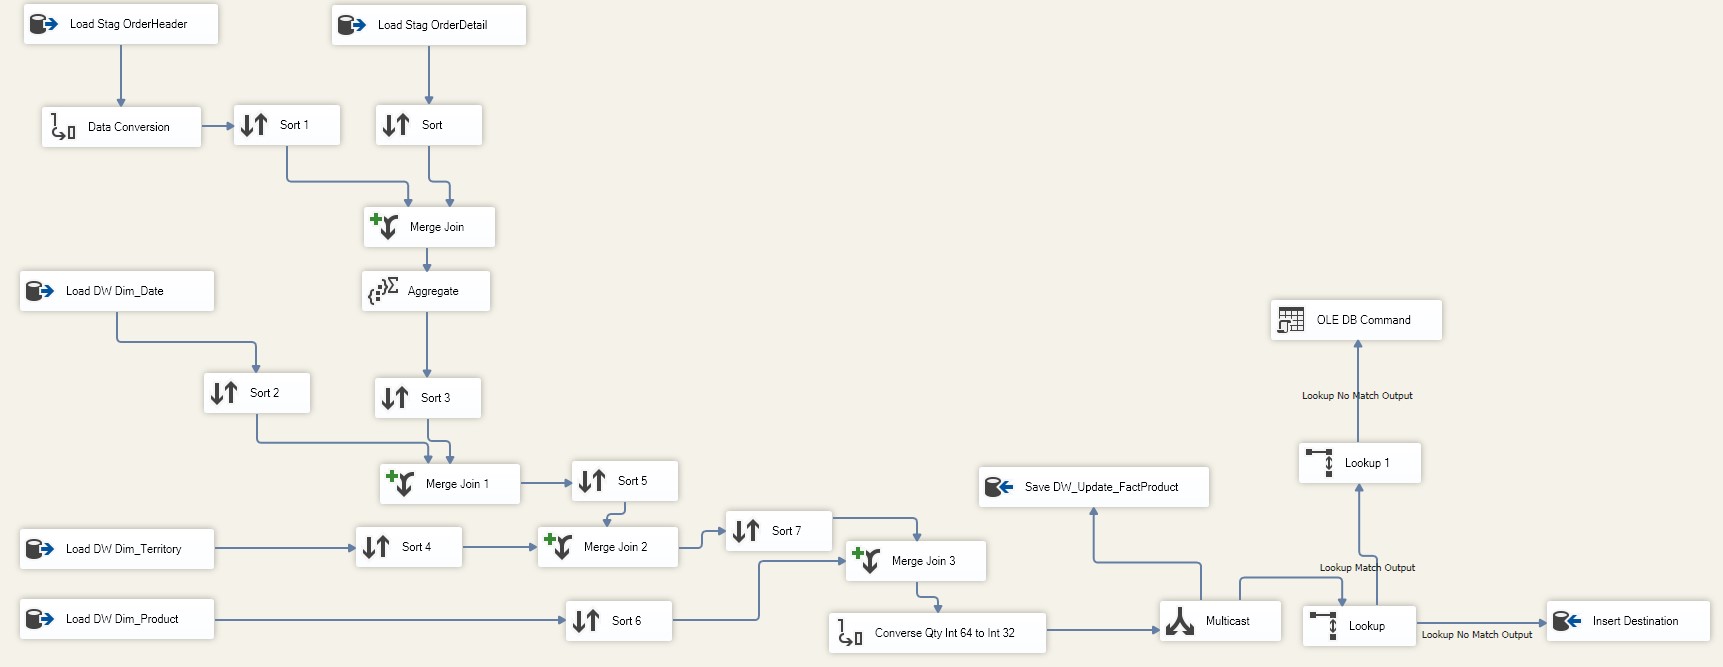 Load Stag OrderHeader
Load Stag OrderDetail
Data Conversion
Sort 1
Sort
Merge Join
Load DW Dim_Date
Aggregate
OLE DB Command
Sort 2
Sort 3
Lookup No Match Output
Lookup 1
Merge Join 1
Sort 5
Save DW_Update_FactProduct
Load DW Dim_Territory
Sort 4
Merge Join 2
Sort 7
Merge Join 3
Lookup Match Output
Load DW Dim_Product
Sort 6
Converse Qty Int 64 to Int 32
Multicast
Lookup
Lookup No Match Output
Insert Destination